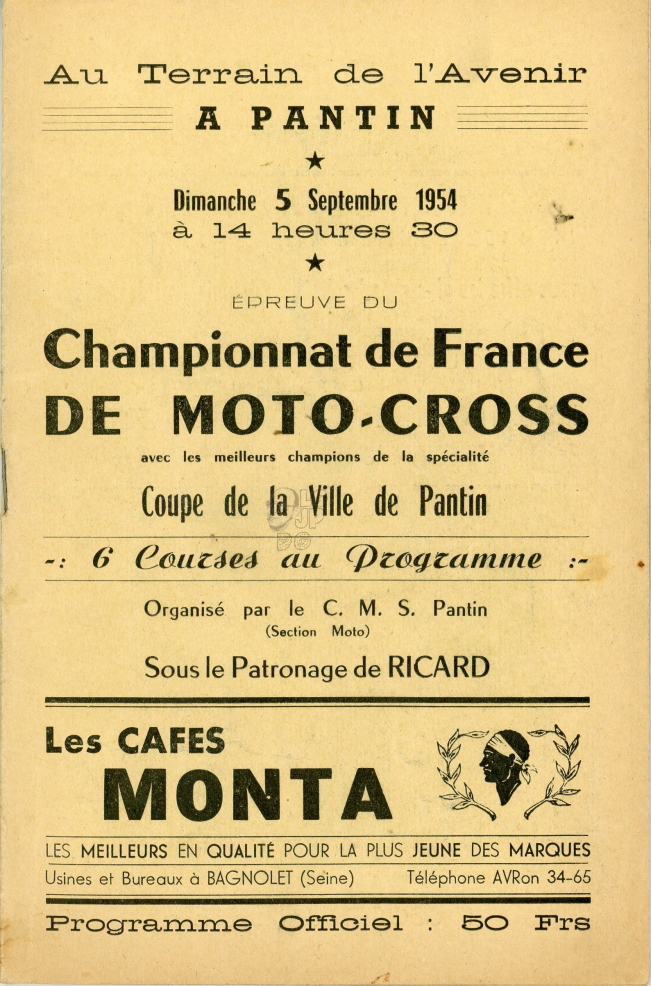 Au Terrain de l'Avenir
A PANTIN
Dimanche 5 Septembre 1954
à 14 heures 30
ÉPREUVE DU
Championnat de France
DE MOTO-CROSS
avec les meilleurs champions de la spécialité
Coupe de la Ville de Pantin
-: 6 Courses au Programme :-
Organisé par le C. M. S. Pantin
(Section Moto)
Sous le Patronage de RICARD
Les CAFES
MONTA
LES MEILLEURS EN QUALITÉ POUR LA PLUS JEUNE DES MARQUES
Usines et Bureaux à BAGNOLET (Seine) Téléphone AVRon 34-65
Programme Officiel : 50 Frs